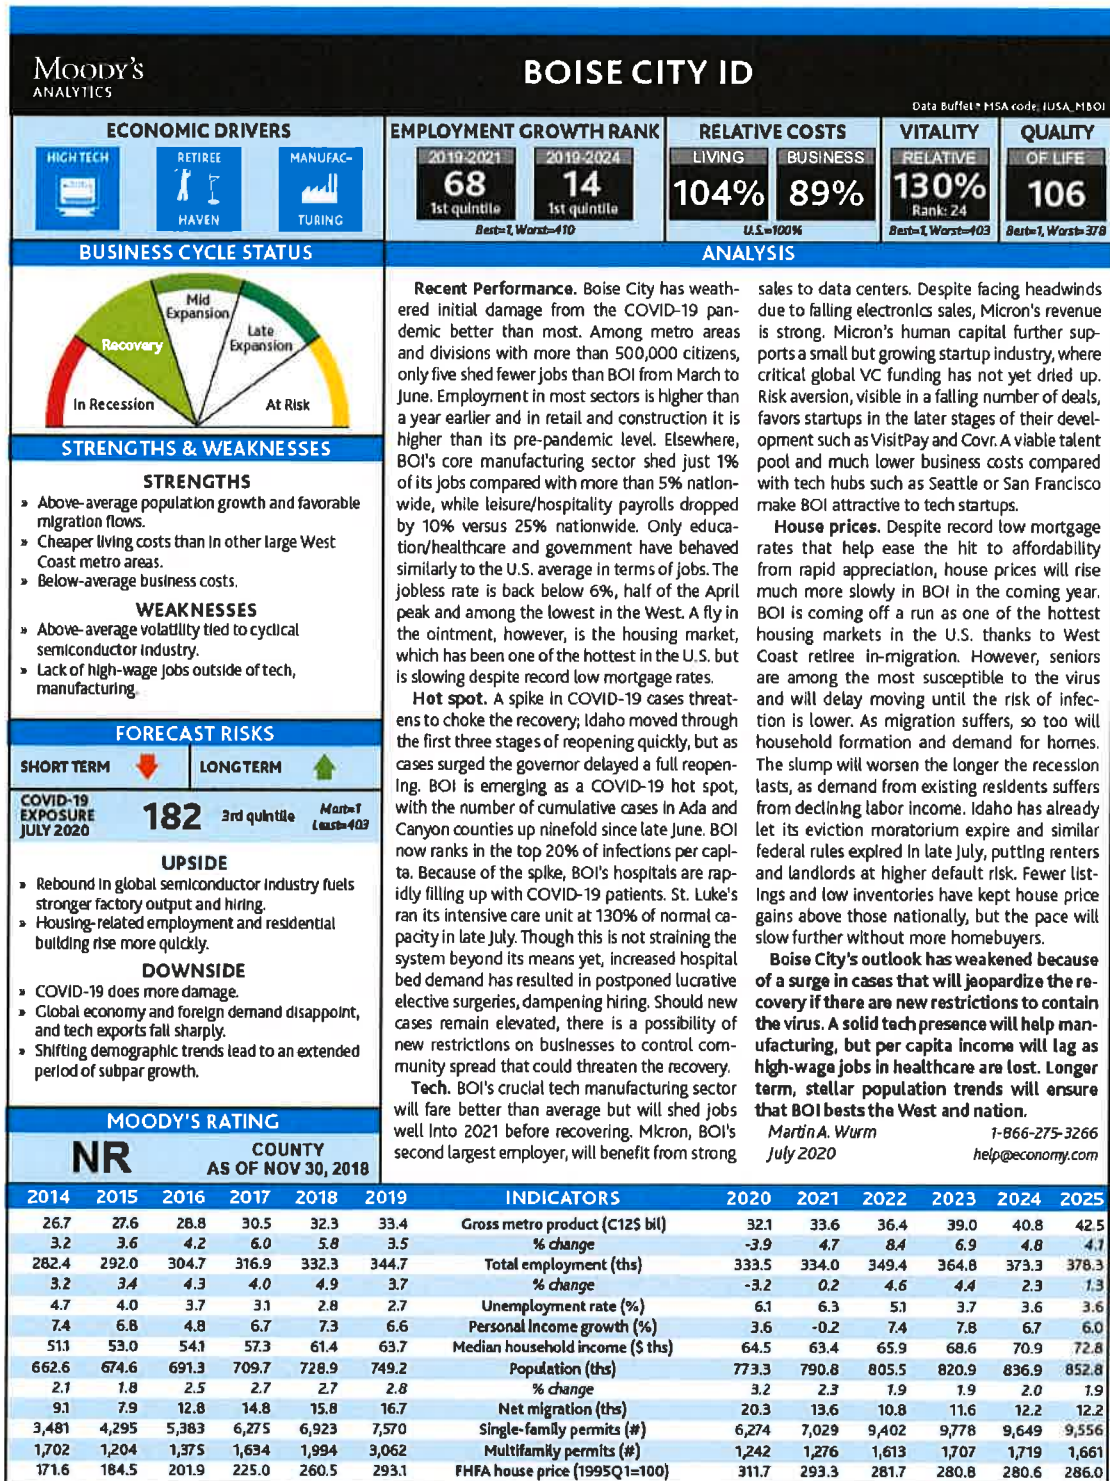 MOODY'S
ANALYTICS
BOISE CITY ID
Data Buffet® MSA code: IUSA_MBOI
ECONOMIC DRIVERS
HIGH TECH
RETIREE
HAVEN
MANUFAC-
TURING
EMPLOYMENT GROWTH RANK
2019-2021
68
1st quintile
2019-2024
14
1st quintile
Best=1, Worst=410
RELATIVE COSTS
LIVING
104%
BUSINESS
89%
U.S.=100%
VITALITY
RELATIVE
130%
Rank: 24
Best=1, Worst=403
QUALITY
OF LIFE
106
Best=1, Worst=378
BUSINESS CYCLE STATUS
Mid
Expansion
Late
Expansion
Recovery
In Recession
At Risk
STRENGTHS & WEAKNESSES
STRENGTHS
» Above-average population growth and favorable
migration flows.
» Cheaper living costs than in other large West
Coast metro areas.
» Below-average business costs.
WEAKNESSES
» Above-average volatility tied to cyclical
semiconductor industry.
» Lack of high-wage jobs outside of tech,
manufacturing.
FORECAST RISKS
SHORT TERM
LONG TERM
COVID-19
EXPOSURE
JULY 2020
182
3rd quintile
Most=1
Least=403
UPSIDE
» Rebound in global semiconductor industry fuels
stronger factory output and hiring.
» Housing-related employment and residential
building rise more quickly.
DOWNSIDE
» COVID-19 does more damage.
» Global economy and foreign demand disappoint,
and tech exports fall sharply.
» Shifting demographic trends lead to an extended
period of subpar growth.
MOODY'S RATING
NR
COUNTY
AS OF NOV 30, 2018
ANALYSIS
Recent Performance. Boise City has weath-
ered initial damage from the COVID-19 pan-
demic better than most. Among metro areas
and divisions with more than 500,000 citizens,
only five shed fewer jobs than BOI from March to
June. Employment in most sectors is higher than
a year earlier and in retail and construction it is
higher than its pre-pandemic level. Elsewhere,
BOI's core manufacturing sector shed just 1%
of its jobs compared with more than 5% nation-
wide, while leisure/hospitality payrolls dropped
by 10% versus 25% nationwide. Only educa-
tion/healthcare and government have behaved
similarly to the U.S. average in terms of jobs. The
jobless rate is back below 6%, half of the April
peak and among the lowest in the West. A fly in
the ointment, however, is the housing market,
which has been one of the hottest in the U.S. but
is slowing despite record low mortgage rates.
Hot spot. A spike in COVID-19 cases threat-
ens to choke the recovery; Idaho moved through
the first three stages of reopening quickly, but as
cases surged the governor delayed a full reopen-
ing. BOI is emerging as a COVID-19 hot spot,
with the number of cumulative cases in Ada and
Canyon counties up ninefold since late June. BOI
now ranks in the top 20% of infections per capi-
ta. Because of the spike, BOI's hospitals are rap-
idly filling up with COVID-19 patients. St. Luke's
ran its intensive care unit at 130% of normal ca-
pacity in late July. Though this is not straining the
system beyond its means yet, increased hospital
bed demand has resulted in postponed lucrative
elective surgeries, dampening hiring. Should new
cases remain elevated, there is a possibility of
new restrictions on businesses to control com-
munity spread that could threaten the recovery.
Tech. BOI's crucial tech manufacturing sector
will fare better than average but will shed jobs
well into 2021 before recovering. Micron, BOI's
second largest employer, will benefit from strong
sales to data centers. Despite facing headwinds
due to falling electronics sales, Micron's revenue
is strong. Micron's human capital further sup-
ports a small but growing startup industry, where
critical global VC funding has not yet dried up.
Risk aversion, visible in a falling number of deals,
favors startups in the later stages of their devel-
opment such as VisitPay and Covr. A viable talent
pool and much lower business costs compared
with tech hubs such as Seattle or San Francisco
make BOI attractive to tech startups.
House prices. Despite record low mortgage
rates that help ease the hit to affordability
from rapid appreciation, house prices will rise
much more slowly in BOI in the coming year.
BOI is coming off a run as one of the hottest
housing markets in the U.S. thanks to West
Coast retiree in-migration. However, seniors
are among the most susceptible to the virus
and will delay moving until the risk of infec-
tion is lower. As migration suffers, so too will
household formation and demand for homes.
The slump will worsen the longer the recession
lasts, as demand from existing residents suffers
from declining labor income. Idaho has already
let its eviction moratorium expire and similar
federal rules expired in late July, putting renters
and landlords at higher default risk. Fewer list-
ings and low inventories have kept house price
gains above those nationally, but the pace will
slow further without more homebuyers.
Boise City's outlook has weakened because
of a surge in cases that will jeopardize the re-
covery if there are new restrictions to contain
the virus. A solid tech presence will help man-
ufacturing, but per capita income will lag as
high-wage jobs in healthcare are lost. Longer
term, stellar population trends will ensure
that BOI bests the West and nation.
Martin A. Wurm 1-866-275-3266
July 2020 help@economy.com
2014 2015 2016 2017 2018 2019 INDICATORS 2020 2021 2022 2023 2024 2025
26.7 27.6 28.8 30.5 32.3 33.4 Gross metro product (C12$ bil) 32.1 33.6 36.4 39.0 40.8 42.5
3.2 3.6 4.2 6.0 5.8 3.5 % change -3.9 4.7 8.4 6.9 4.8 4.1
282.4 292.0 304.7 316.9 332.3 344.7 Total employment (ths) 333.5 334.0 349.4 364.8 373.3 378.3
3.2 3.4 4.3 4.0 4.9 3.7 % change -3.2 0.2 4.6 4.4 2.3 1.3
4.7 4.0 3.7 3.1 2.8 2.7 Unemployment rate (%) 6.1 6.3 5.1 3.7 3.6 3.6
7.4 6.8 4.8 6.7 7.3 6.6 Personal income growth (%) 3.6 -0.2 7.4 7.8 6.7 6.0
51.1 53.0 54.1 57.3 61.4 63.7 Median household income ($ ths) 64.5 63.4 65.9 68.6 70.9 72.8
662.6 674.6 691.3 709.7 728.9 749.2 Population (ths) 773.3 790.8 805.5 820.9 836.9 852.8
2.1 1.8 2.5 2.7 2.7 2.8 % change 3.2 2.3 1.9 1.9 2.0 1.9
9.1 7.9 12.8 14.8 15.8 16.7 Net migration (ths) 20.3 13.6 10.8 11.6 12.2 12.2
3,481 4,295 5,383 6,275 6,923 7,570 Single-family permits (#) 6,274 7,029 9,402 9,778 9,649 9,556
1,702 1,204 1,375 1,634 1,994 3,062 Multifamily permits (#) 1,242 1,276 1,613 1,707 1,719 1,661
171.6 184.5 201.9 225.0 260.5 293.1 FHFA house price (1995Q1=100) 311.7 293.3 281.7 280.8 280.6 286.0